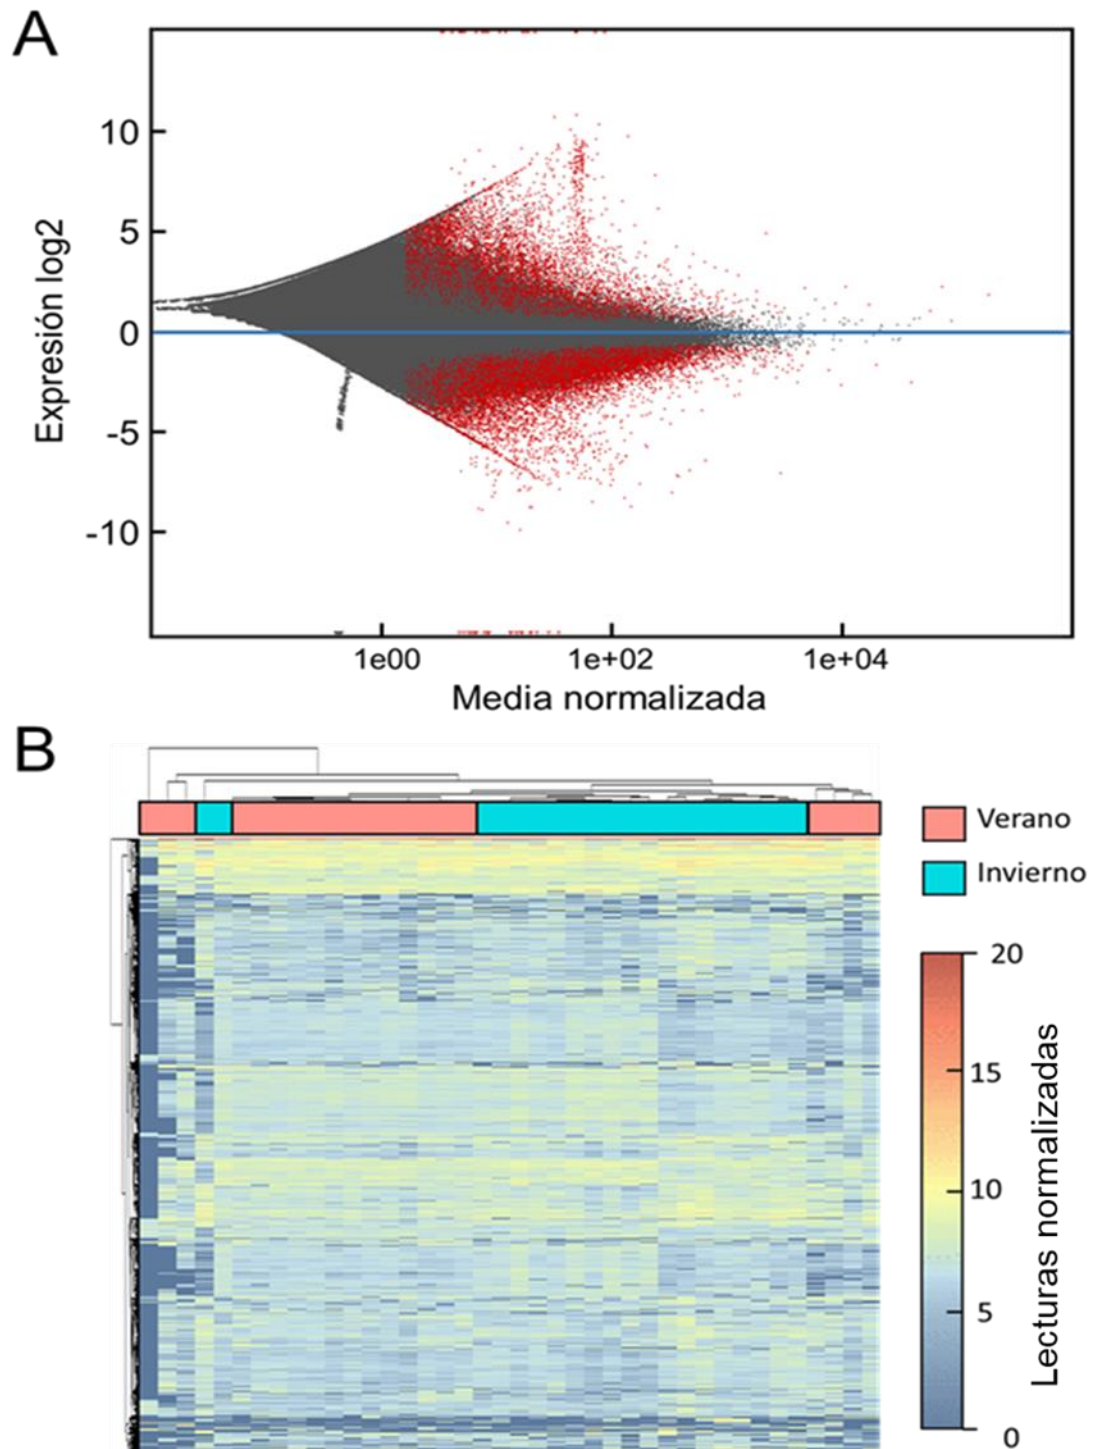 A
10
5
0
-5
-10
Expresión log2
1e00
1e+02
1e+04
Media normalizada
B
Verano
Invierno
20
15
10
5
0
Lecturas normalizadas